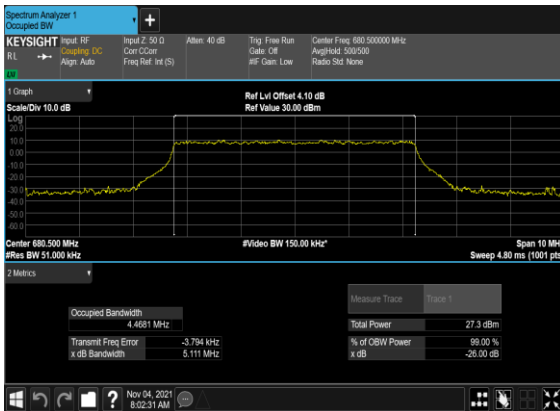 Spectrum Analyzer 1
Occupied BW
KEYSIGHT
RL
Input: RF
Coupling: DC
Align: Auto
Input Z: 50 Ω
Corr CCorr
Freq Ref: Int (S)
Atten: 40 dB
Trig: Free Run
Gate: Off
#IF Gain: Low
Center Freq: 680.500000 MHz
Avg|Hold: 500/500
Radio Std: None
1 Graph
Scale/Div 10.0 dB
Ref Lvl Offset 4.10 dB
Ref Value 30.00 dBm
Log
20.0
10.0
0.00
-10.0
-20.0
-30.0
-40.0
-50.0
-60.0
Center 680.500 MHz
#Res BW 51.000 kHz
#Video BW 150.00 kHz*
Span 10 MH
Sweep 4.80 ms (1001 pts
2 Metrics
Measure Trace
Trace 1
Occupied Bandwidth
4.4681 MHz
Total Power
27.3 dBm
Transmit Freq Error
-3.794 kHz
% of OBW Power
99.00 %
x dB Bandwidth
5.111 MHz
x dB
-26.00 dB
Nov 04, 2021
8:02:31 AM